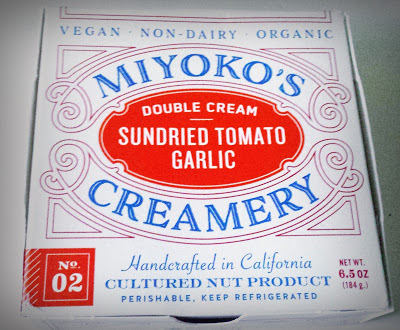 VEGAN · NON-DAIRY · ORGANIC
MIYOKO'S
DOUBLE CREAM
SUNDRIED TOMATO
GARLIC
CREAMERY
No.
02
Handcrafted in California
CULTURED NUT PRODUCT
PERISHABLE, KEEP REFRIGERATED
NET WT.
6.5 OZ
(184 g.)